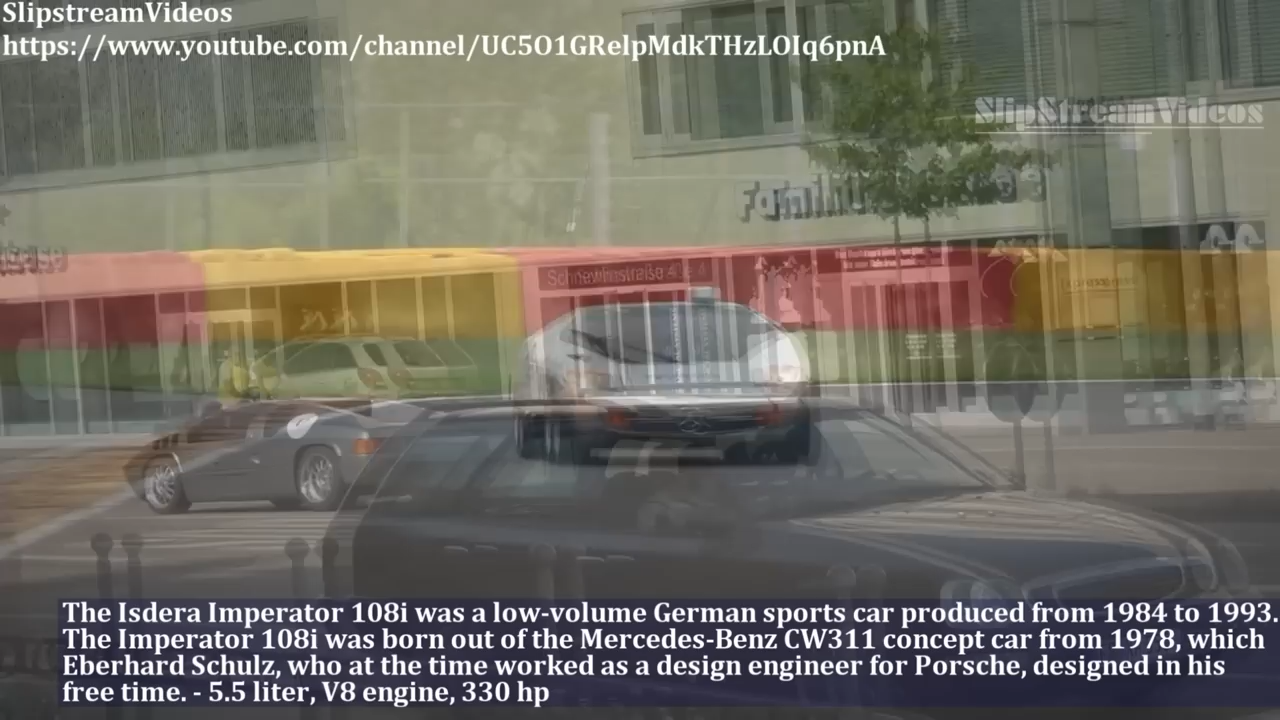 SlipstreamVideos
https://www.youtube.com/channel/UC5O1GRelpMdkTHzLOIq6pnA
SlipStreamVideos
Schnewlinstraße
The Isdera Imperator 108i was a low-volume German sports car produced from 1984 to 1993.
The Imperator 108i was born out of the Mercedes-Benz CW311 concept car from 1978, which
Eberhard Schulz, who at the time worked as a design engineer for Porsche, designed in his
free time. - 5.5 liter, V8 engine, 330 hp